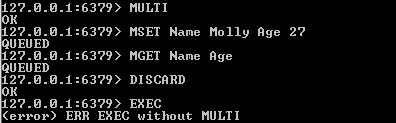 127.0.0.1:6379> MULTI
OK
127.0.0.1:6379> MSET Name Molly Age 27
QUEUED
127.0.0.1:6379> MGET Name Age
QUEUED
127.0.0.1:6379> DISCARD
OK
127.0.0.1:6379> EXEC
(error) ERR EXEC without MULTI